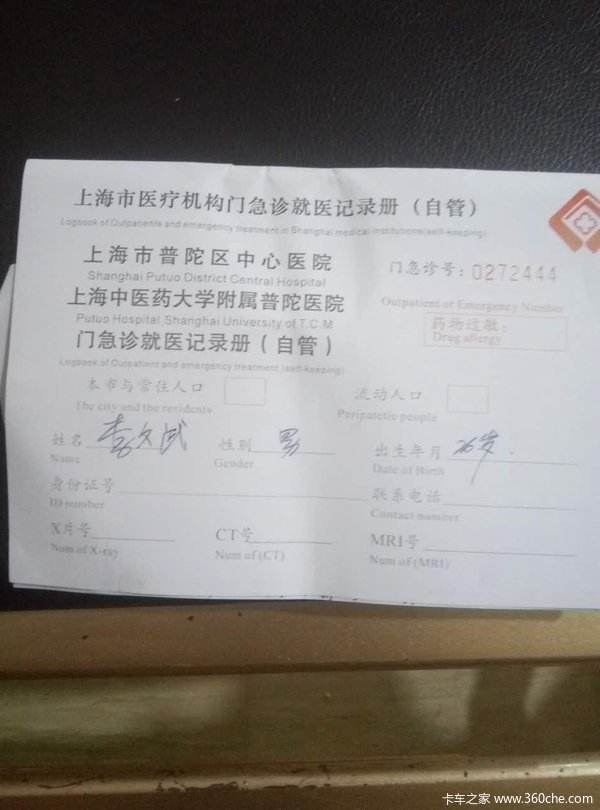 上海市医疗机构门急诊就医记录册（自管）
Logbook of Outpatients and emergency treatment in Shanghai medical institutions(self-keeping)
上海市普陀区中心医院
Shanghai Putuo District Central Hospital
门急诊号：0272444
Outpatient or Emergency Number
上海中医药大学附属普陀医院
Putuo Hospital,Shanghai University of T.C.M
药物过敏：
Drug allergy
门急诊就医记录册（自管）
Logbook of Outpatients and emergency treatment (self-keeping)
本市与常住人口
The city and the residents
流动人口
Peripatetic people
姓名 李文武 性别 男 出生年月 26岁.
Name Gender Date of Birth
身份证号 联系电话
ID number Contact number
X片号 CT号 MRI号
Num of X-ray Num of (CT) Num of (MRI)
卡车之家 www.360che.com